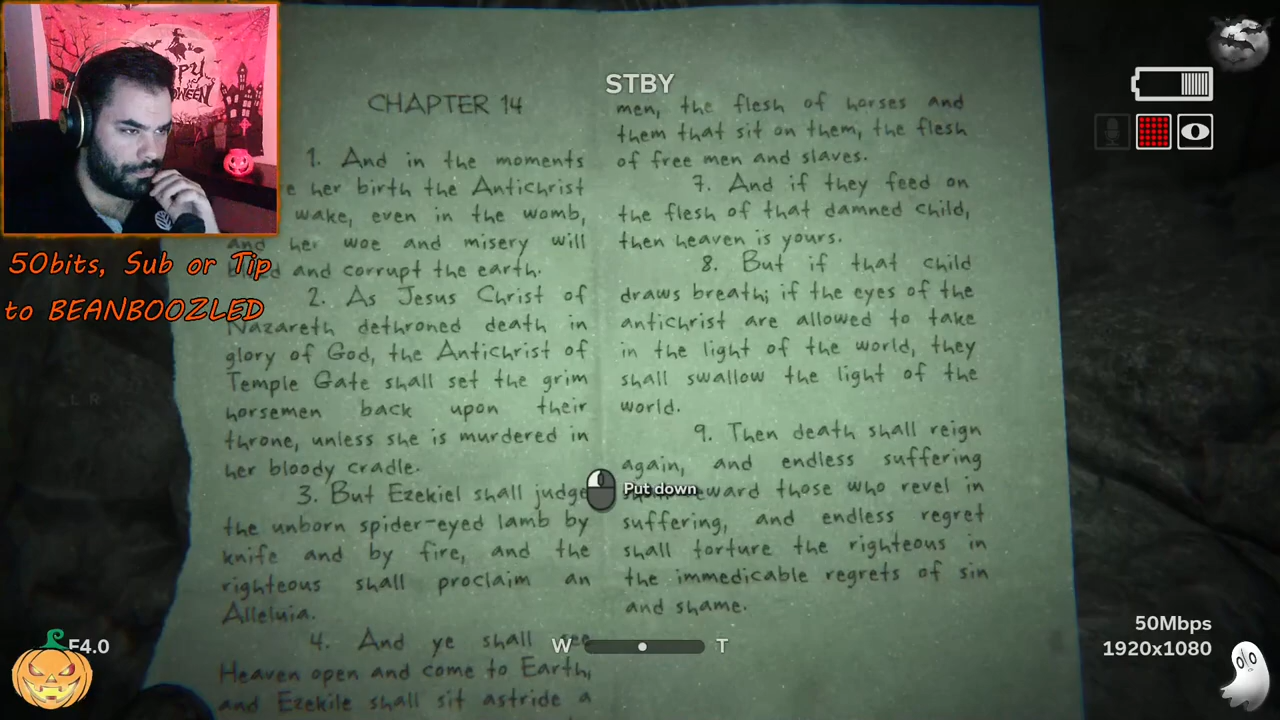 STBY
CHAPTER 14
1. And in the moments
her birth the Antichrist
wake, even in the womb,
and her woe and misery will
and corrupt the earth.
2. As Jesus Christ of
Nazareth dethroned death in
glory of God, the Antichrist of
Temple Gate shall set the grim
horsemen back upon their
throne, unless she is murdered in
her bloody cradle.
3. But Ezekiel shall judge
the unborn spider-eyed lamb by
knife and by fire, and the
righteous shall proclaim an
Alleluia.
4. And ye shall see
Heaven open and come to Earth,
and Ezekile shall sit astride a
men, the flesh of horses and
them that sit on them, the flesh
of free men and slaves.
7. And if they feed on
the flesh of that damned child,
then heaven is yours.
8. But if that child
draws breath; if the eyes of the
antichrist are allowed to take
in the light of the world, they
shall swallow the light of the
world.
9. Then death shall reign
again, and endless suffering
reward those who revel in
suffering, and endless regret
shall torture the righteous in
the immedicable regrets of sin
and shame.
Put down
50bits, Sub or Tip
to BEANBOOZLED
F4.0
W T
50Mbps
1920x1080